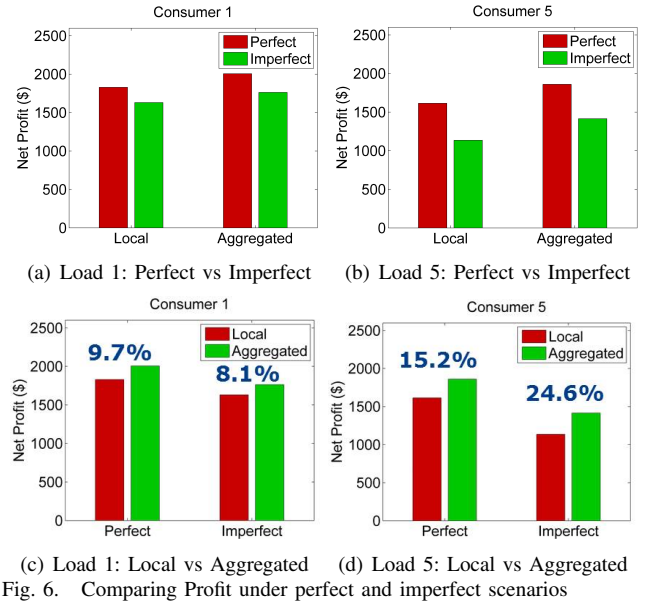 Consumer 1
2500
2000
1500
1000
500
0
Net Profit ($)
Perfect
Imperfect
Local
Aggregated
(a) Load 1: Perfect vs Imperfect
Consumer 5
2500
2000
1500
1000
500
0
Net Profit ($)
Perfect
Imperfect
Local
Aggregated
(b) Load 5: Perfect vs Imperfect
Consumer 1
2500
2000
1500
1000
500
0
Net Profit ($)
Local
Aggregated
9.7%
8.1%
Perfect
Imperfect
(c) Load 1: Local vs Aggregated
Consumer 5
2500
2000
1500
1000
500
0
Net Profit ($)
Local
Aggregated
15.2%
24.6%
Perfect
Imperfect
(d) Load 5: Local vs Aggregated
Fig. 6. Comparing Profit under perfect and imperfect scenarios